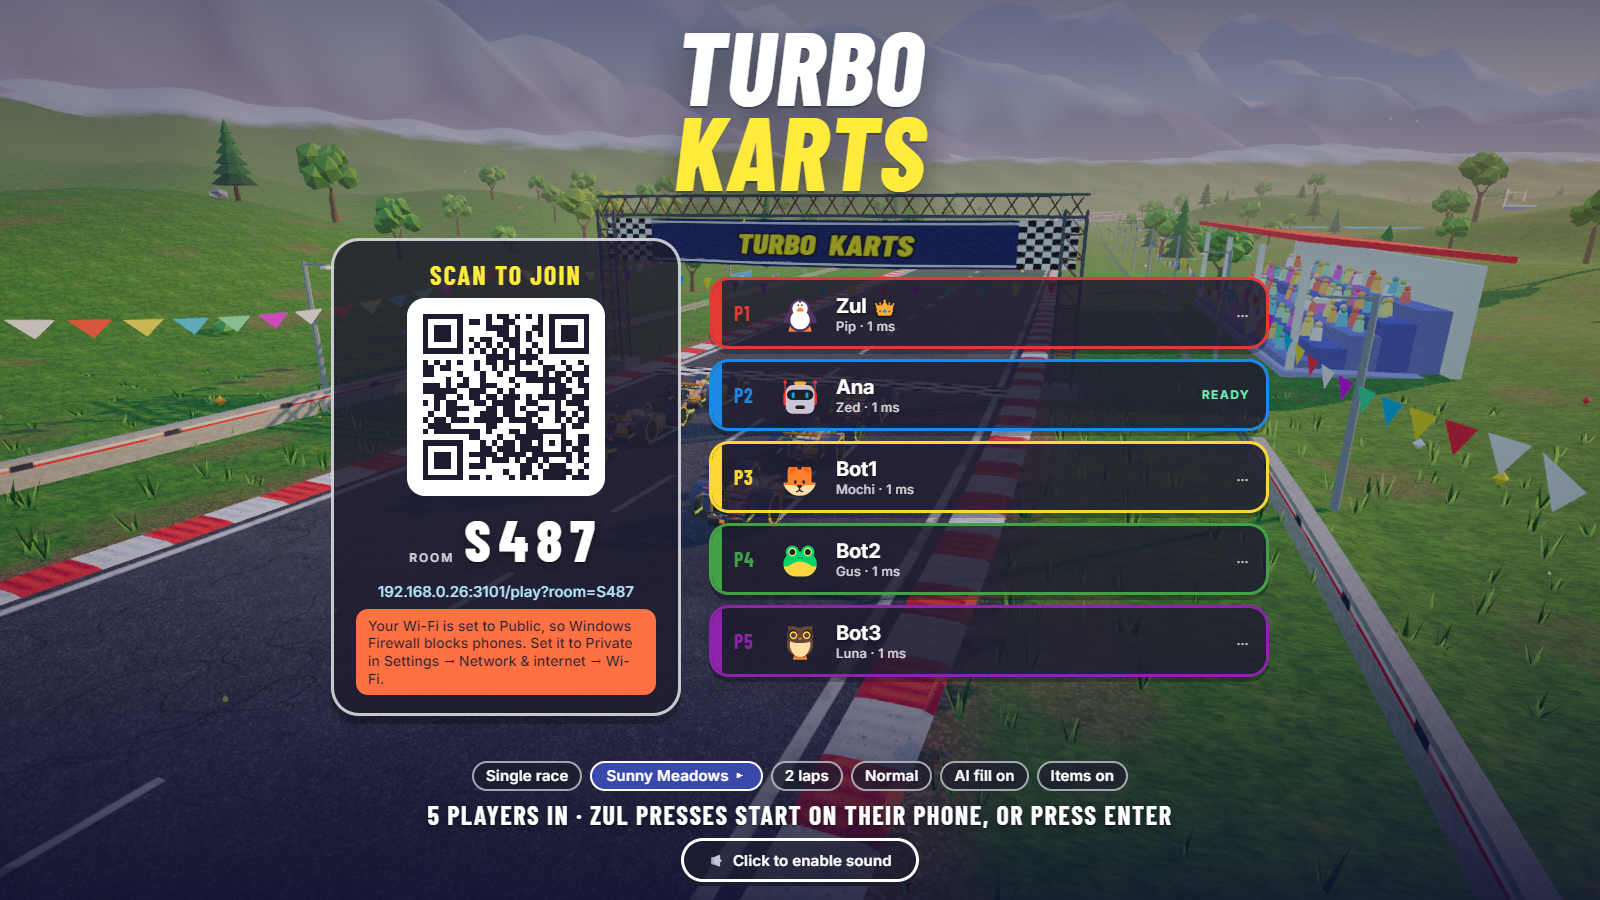 TURBO
KARTS
TURBO KARTS
SCAN TO JOIN
ROOM S487
192.168.0.26:3101/play?room=S487
Your Wi-Fi is set to Public, so Windows
Firewall blocks phones. Set it to Private
in Settings → Network & internet → Wi-
Fi.
P1 Zul
Pip · 1 ms
...
P2 Ana
Zed · 1 ms
READY
P3 Bot1
Mochi · 1 ms
...
P4 Bot2
Gus · 1 ms
...
P5 Bot3
Luna · 1 ms
...
Single race Sunny Meadows ▸ 2 laps Normal AI fill on Items on
5 PLAYERS IN · ZUL PRESSES START ON THEIR PHONE, OR PRESS ENTER
Click to enable sound